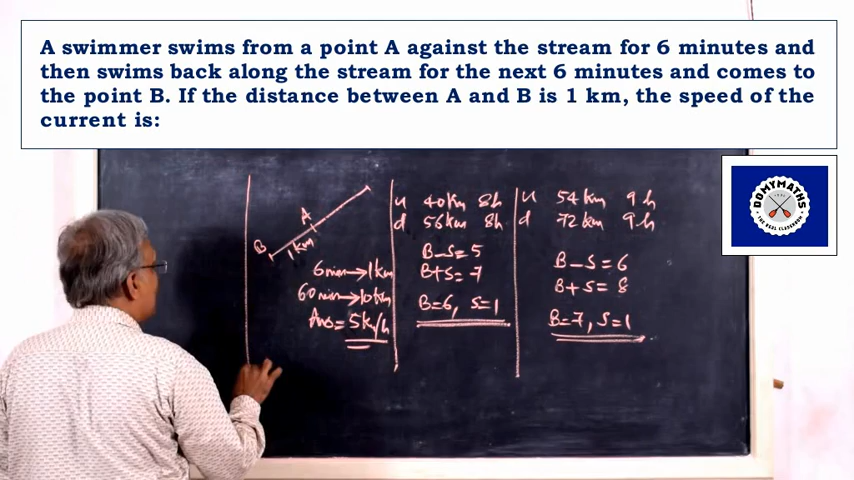 A swimmer swims from a point A against the stream for 6 minutes and
then swims back along the stream for the next 6 minutes and comes to
the point B. If the distance between A and B is 1 km, the speed of the
current is:
DOMYMATHS
THE REAL CLASSROOM
A
B
1km
6min→1km
60min→10km
Ans=5km/h
u 40km 8h
d 56km 8h
B-S=5
B+S=7
B=6, S=1
u 54km 9h
d 72km 9h
B-S=6
B+S=8
B=7, S=1